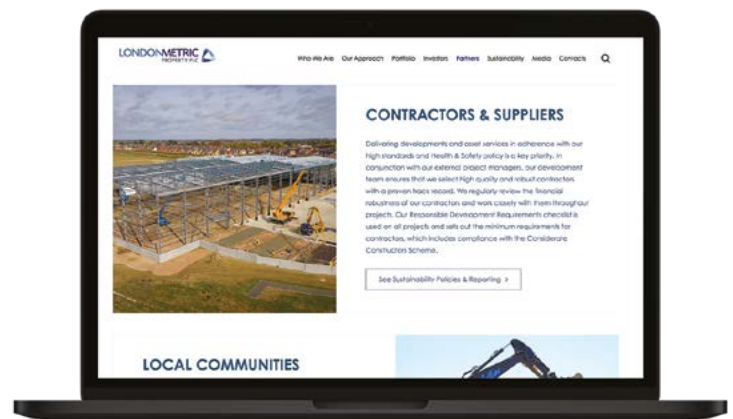 LONDONMETRIC
PROPERTY PLC
Who We Are Our Approach Portfolio Investors Partners Sustainability Media Contacts
CONTRACTORS & SUPPLIERS
Delivering developments and asset services in adherence with our
high standards and Health & Safety policy is a key priority. In
conjunction with our external project managers, our development
team ensures that we select high quality and robust contractors
with a proven track record. We regularly review the financial
robustness of our contractors and work closely with them throughout
projects. Our Responsible Development Requirements checklist is
used on all projects and sets out the minimum requirements for
contractors, which includes compliance with the Considerate
Constructors Scheme.
See Sustainability Policies & Reporting >
LOCAL COMMUNITIES